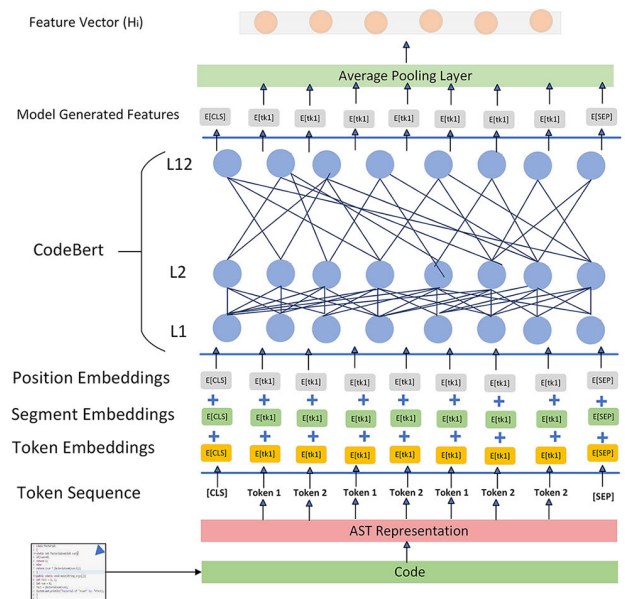 Feature Vector (Hi)
Average Pooling Layer
Model Generated Features
E[CLS] E[tk1] E[tk1] E[tk1] E[tk1] E[tk1] E[tk1] E[tk1] E[SEP]
L12
CodeBert
L2
L1
Position Embeddings
E[CLS] E[tk1] E[tk1] E[tk1] E[tk1] E[tk1] E[tk1] E[tk1] E[SEP]
+ + + + + + + + +
Segment Embeddings
E[CLS] E[tk1] E[tk1] E[tk1] E[tk1] E[tk1] E[tk1] E[tk1] E[SEP]
+ + + + + + + + +
Token Embeddings
E[CLS] E[tk1] E[tk1] E[tk1] E[tk1] E[tk1] E[tk1] E[tk1] E[SEP]
Token Sequence
[CLS] Token 1 Token 2 Token 1 Token 2 Token 1 Token 2 Token 2 [SEP]
AST Representation
Code